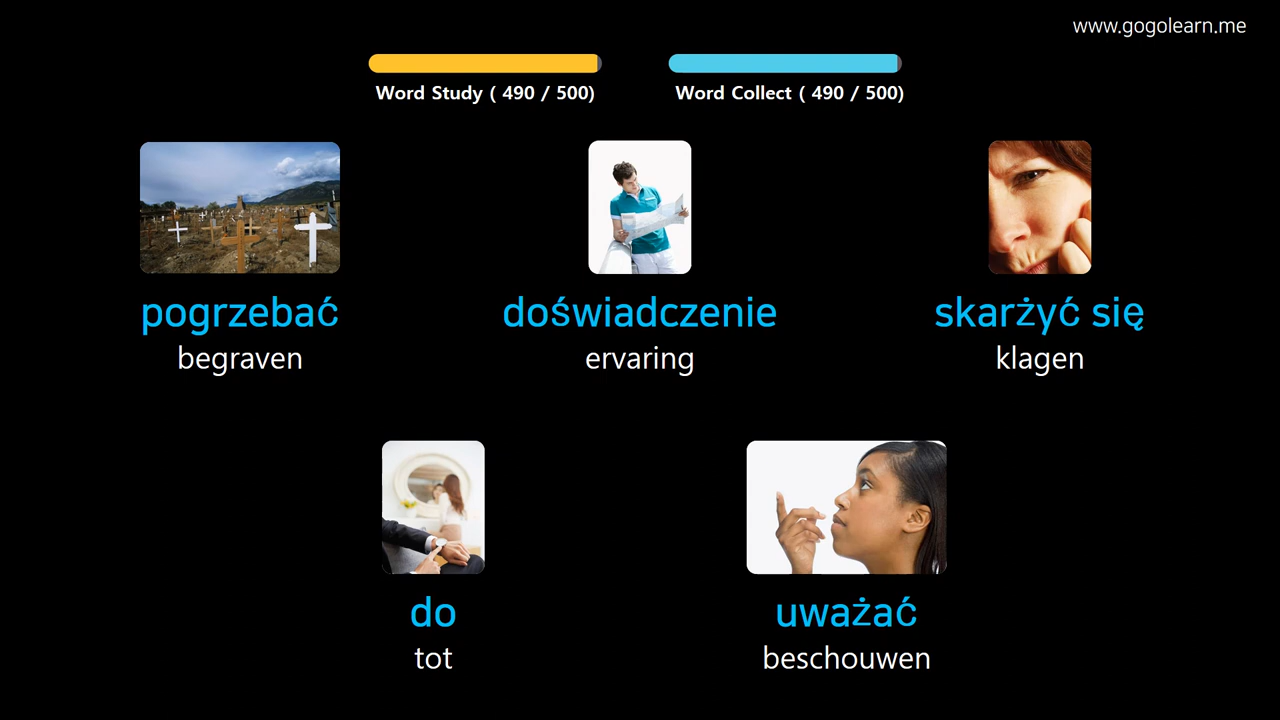 www.gogolearn.me
Word Study ( 490 / 500)
Word Collect ( 490 / 500)
pogrzebać
begraven
doświadczenie
ervaring
skarżyć się
klagen
do
tot
uważać
beschouwen